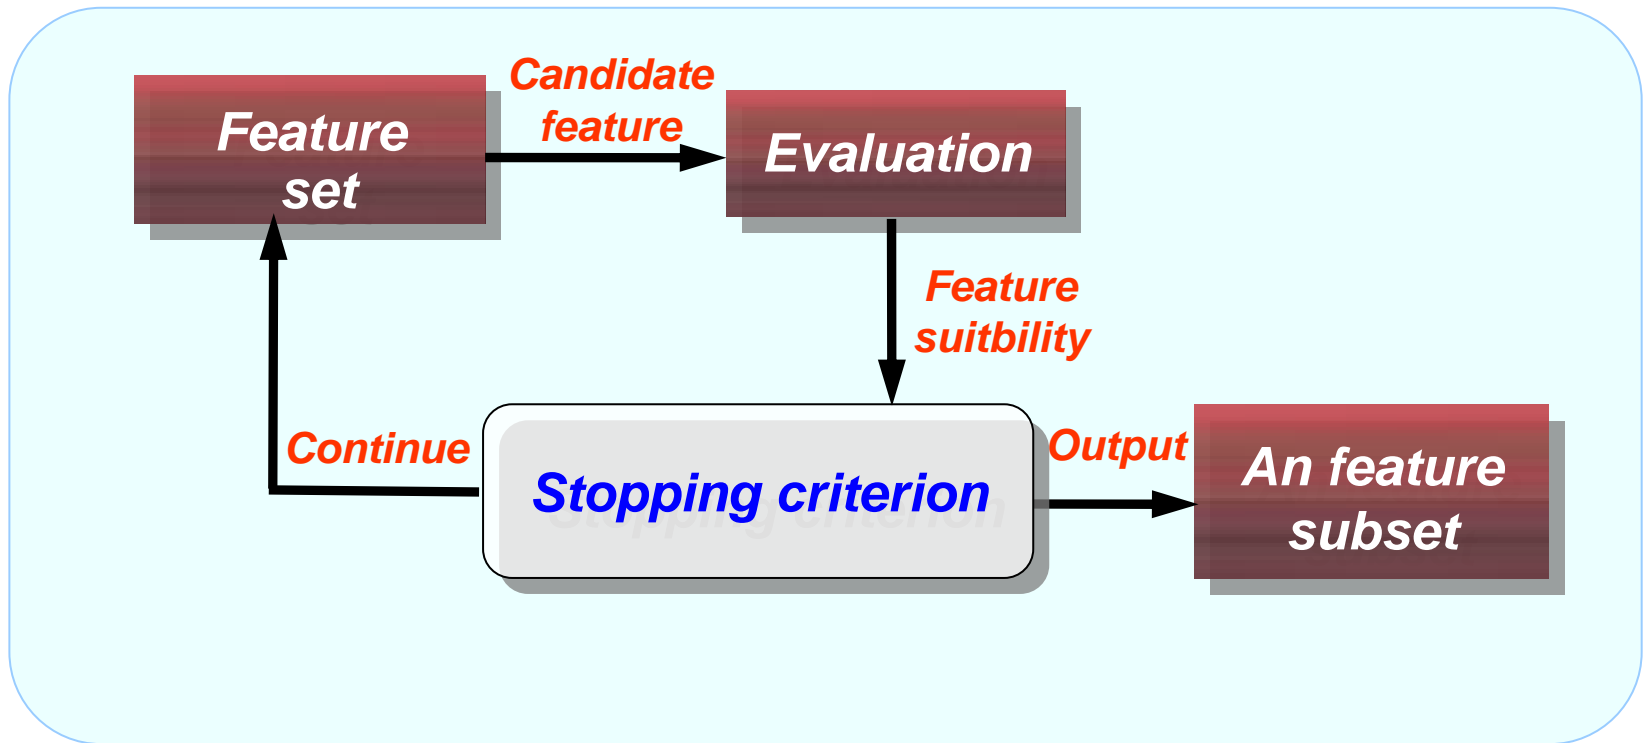 Candidate
feature
Feature
set
Evaluation
Feature
suitbility
Continue
Stopping criterion
Output
An feature
subset